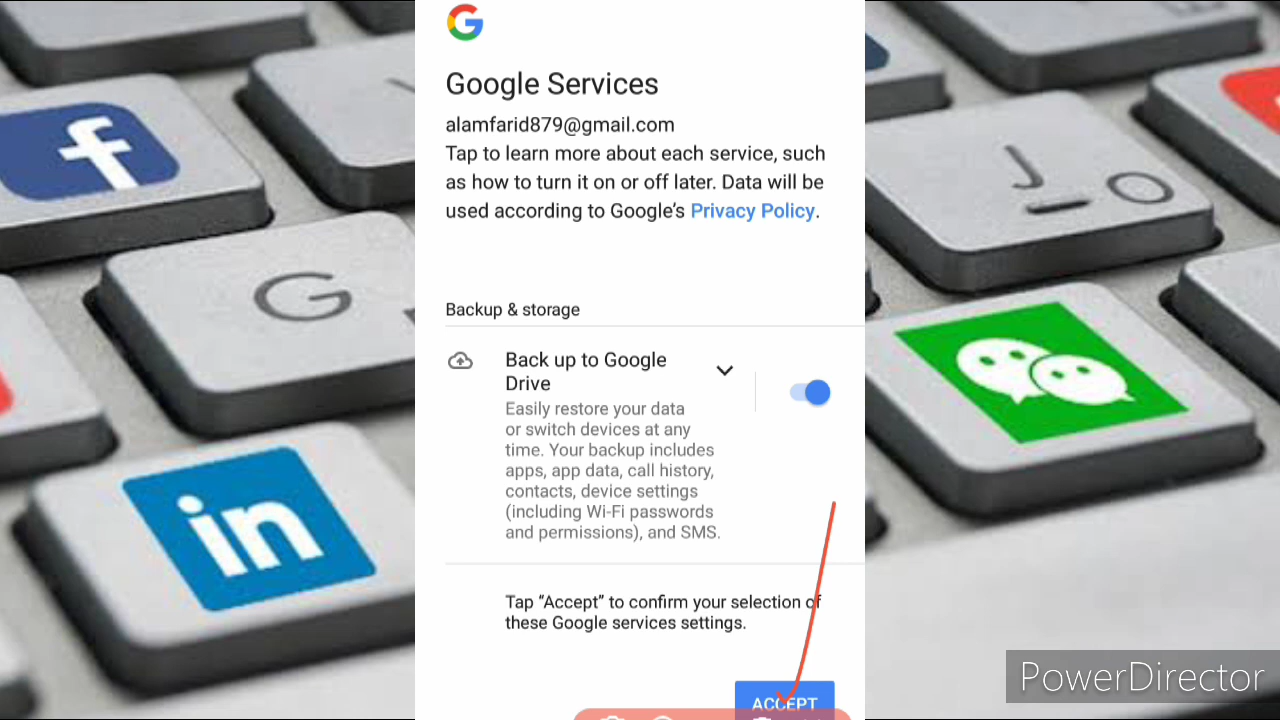 Google Services
alamfarid879@gmail.com
Tap to learn more about each service, such
as how to turn it on or off later. Data will be
used according to Google’s Privacy Policy.
Backup & storage
Back up to Google
Drive
Easily restore your data
or switch devices at any
time. Your backup includes
apps, app data, call history,
contacts, device settings
(including Wi-Fi passwords
and permissions), and SMS.
Tap “Accept” to confirm your selection of
these Google services settings.
ACCEPT
f
G
in
J
O
PowerDirector